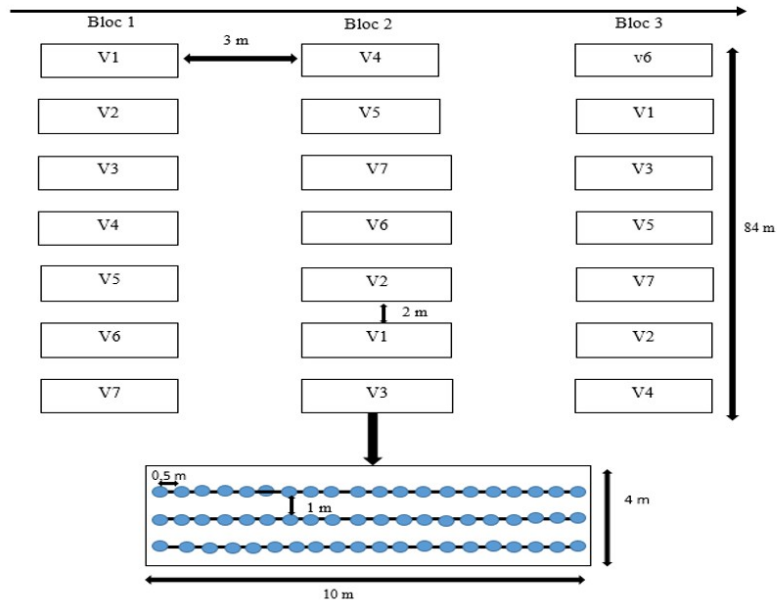 Bloc 1 Bloc 2 Bloc 3
3 m
V1 V4 v6
V2 V5 V1
V3 V7 V3
V4 V6 V5
84 m
V5 V2 V7
2 m
V6 V1 V2
V7 V3 V4
0,5 m
1 m
4 m
10 m